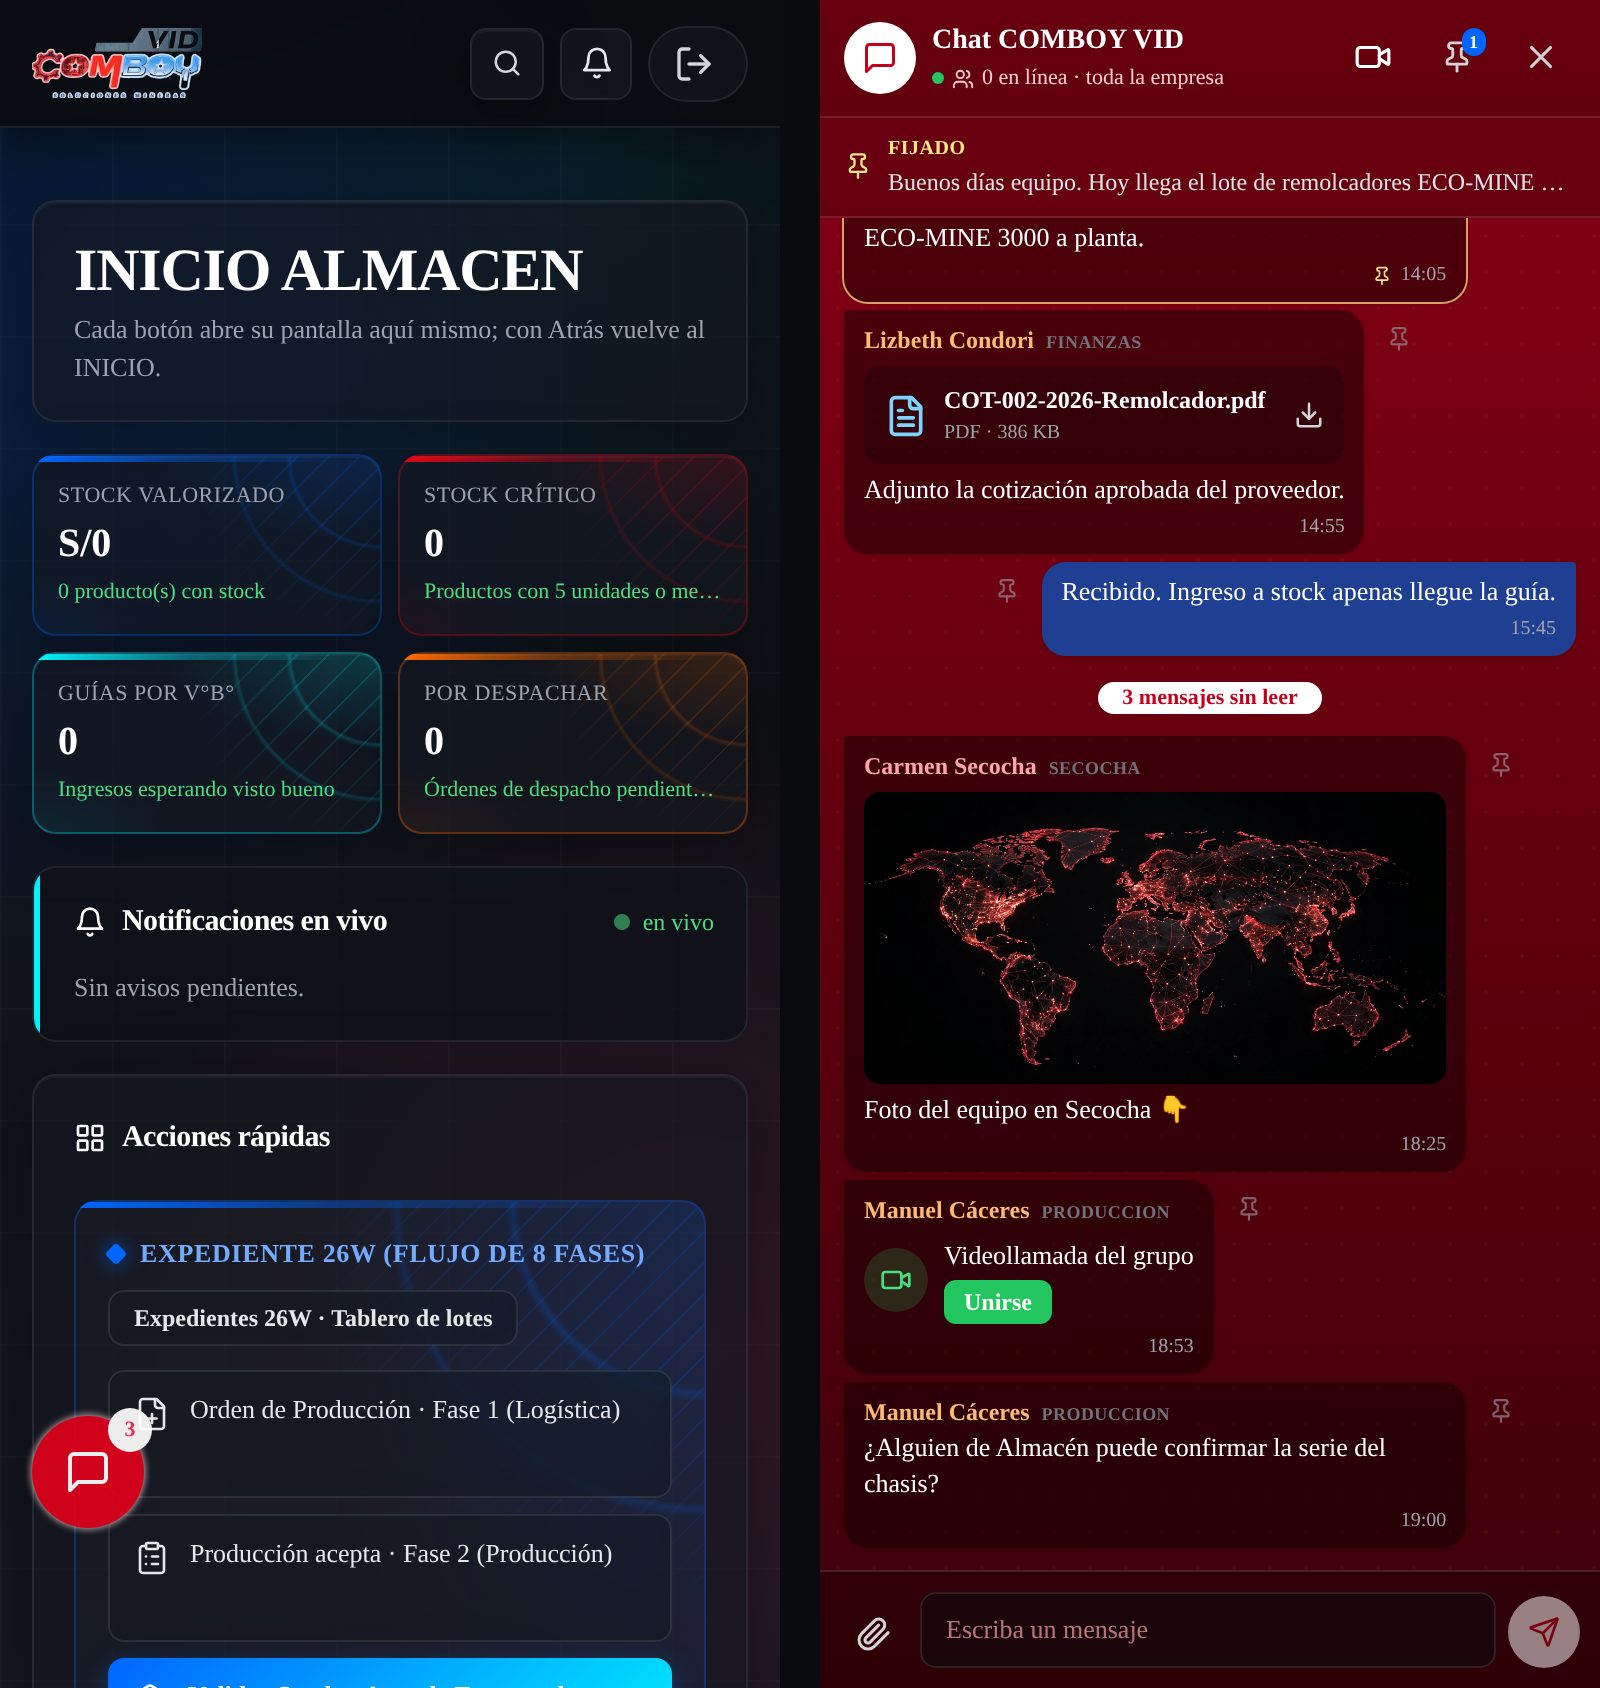 VID
COMBOY
SOLUCIONES MINERAS
INICIO ALMACEN
Cada botón abre su pantalla aquí mismo; con Atrás vuelve al
INICIO.
STOCK VALORIZADO
S/0
0 producto(s) con stock
STOCK CRÍTICO
0
Productos con 5 unidades o me…
GUÍAS POR V°B°
0
Ingresos esperando visto bueno
POR DESPACHAR
0
Órdenes de despacho pendient…
Notificaciones en vivo
en vivo
Sin avisos pendientes.
Acciones rápidas
EXPEDIENTE 26W (FLUJO DE 8 FASES)
Expedientes 26W · Tablero de lotes
Orden de Producción · Fase 1 (Logística)
3
Producción acepta · Fase 2 (Producción)
Chat COMBOY VID
0 en línea · toda la empresa
1
FIJADO
Buenos días equipo. Hoy llega el lote de remolcadores ECO-MINE …
ECO-MINE 3000 a planta.
14:05
Lizbeth Condori FINANZAS
COT-002-2026-Remolcador.pdf
PDF · 386 KB
Adjunto la cotización aprobada del proveedor.
14:55
Recibido. Ingreso a stock apenas llegue la guía.
15:45
3 mensajes sin leer
Carmen Secocha SECOCHA
Foto del equipo en Secocha 👇
18:25
Manuel Cáceres PRODUCCION
Videollamada del grupo
Unirse
18:53
Manuel Cáceres PRODUCCION
¿Alguien de Almacén puede confirmar la serie del
chasis?
19:00
Escriba un mensaje